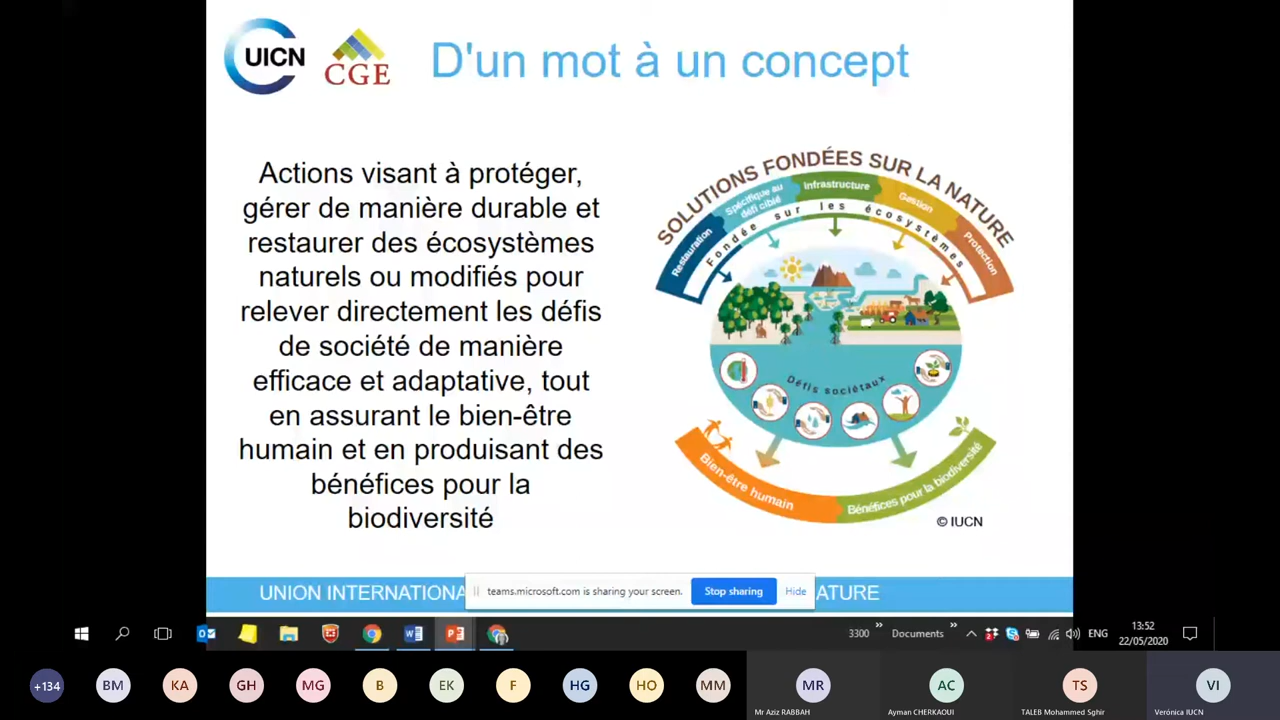 UICN
CGE
D'un mot à un concept
Actions visant à protéger,
gérer de manière durable et
restaurer des écosystèmes
naturels ou modifiés pour
relever directement les défis
de société de manière
efficace et adaptative, tout
en assurant le bien-être
humain et en produisant des
bénéfices pour la
biodiversité
SOLUTIONS FONDÉES SUR LA NATURE
Restauration
Spécifique au
défi ciblé
Infrastructure
Gestion
Protection
Fondée sur les écosystèmes
Défis sociétaux
Bien-être humain
Bénéfices pour la biodiversité
© IUCN
UNION INTERNATIONA
ATURE
teams.microsoft.com is sharing your screen.
Stop sharing
Hide
3300
»
Documents
»
ENG
13:52
22/05/2020
+134
BM
KA
GH
MG
B
EK
F
HG
HO
MM
MR
AC
TS
VI
Mr Aziz RABBAH
Ayman CHERKAOUI
TALEB Mohammed Sghir
Verónica IUCN